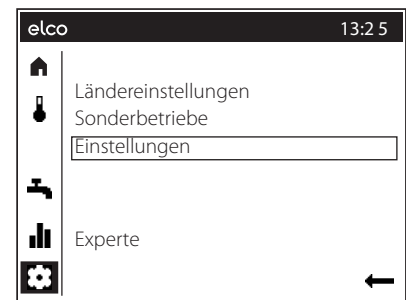 elco 13:2 5
Ländereinstellungen
Sonderbetriebe
Einstellungen
Experte